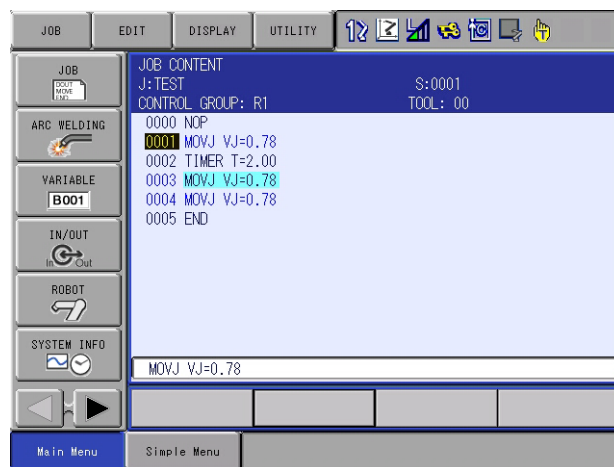 JOB EDIT DISPLAY UTILITY
JOB
DOUT
MOVE
END
ARC WELDING
VARIABLE
B001
IN/OUT
In Out
ROBOT
SYSTEM INFO
JOB CONTENT
J:TEST S:0001
CONTROL GROUP: R1 TOOL: 00
0000 NOP
0001 MOVJ VJ=0.78
0002 TIMER T=2.00
0003 MOVJ VJ=0.78
0004 MOVJ VJ=0.78
0005 END
MOVJ VJ=0.78
Main Menu Simple Menu